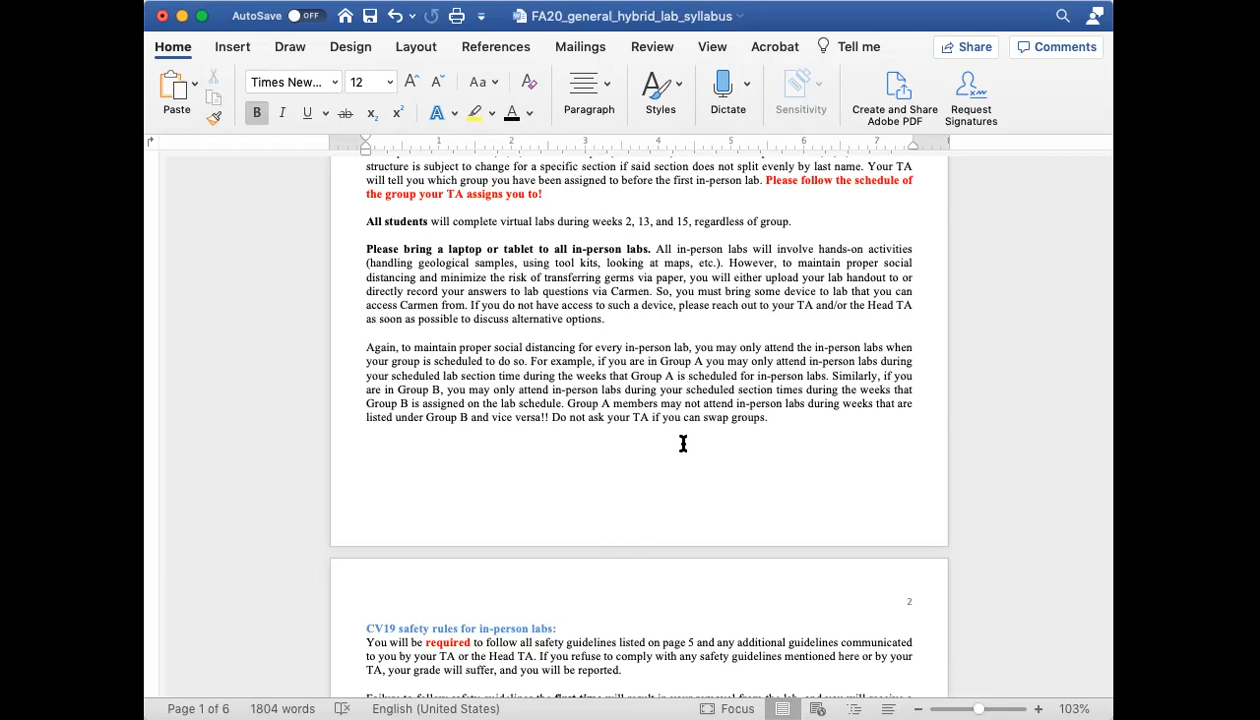 AutoSave OFF FA20_general_hybrid_lab_syllabus
Home Insert Draw Design Layout References Mailings Review View Acrobat Tell me Share Comments
Times New... 12 Aa
Paste B I U ab x₂ x² A A Paragraph Styles Dictate Sensitivity Create and Share Adobe PDF Request Signatures
1 2 3 4 5 6 7
structure is subject to change for a specific section if said section does not split evenly by last name. Your TA
will tell you which group you have been assigned to before the first in-person lab. Please follow the schedule of
the group your TA assigns you to!
All students will complete virtual labs during weeks 2, 13, and 15, regardless of group.
Please bring a laptop or tablet to all in-person labs. All in-person labs will involve hands-on activities
(handling geological samples, using tool kits, looking at maps, etc.). However, to maintain proper social
distancing and minimize the risk of transferring germs via paper, you will either upload your lab handout to or
directly record your answers to lab questions via Carmen. So, you must bring some device to lab that you can
access Carmen from. If you do not have access to such a device, please reach out to your TA and/or the Head TA
as soon as possible to discuss alternative options.
Again, to maintain proper social distancing for every in-person lab, you may only attend the in-person labs when
your group is scheduled to do so. For example, if you are in Group A you may only attend in-person labs during
your scheduled lab section time during the weeks that Group A is scheduled for in-person labs. Similarly, if you
are in Group B, you may only attend in-person labs during your scheduled section times during the weeks that
Group B is assigned on the lab schedule. Group A members may not attend in-person labs during weeks that are
listed under Group B and vice versa!! Do not ask your TA if you can swap groups.
2
CV19 safety rules for in-person labs:
You will be required to follow all safety guidelines listed on page 5 and any additional guidelines communicated
to you by your TA or the Head TA. If you refuse to comply with any safety guidelines mentioned here or by your
TA, your grade will suffer, and you will be reported.
Page 1 of 6 1804 words English (United States) Focus 103%